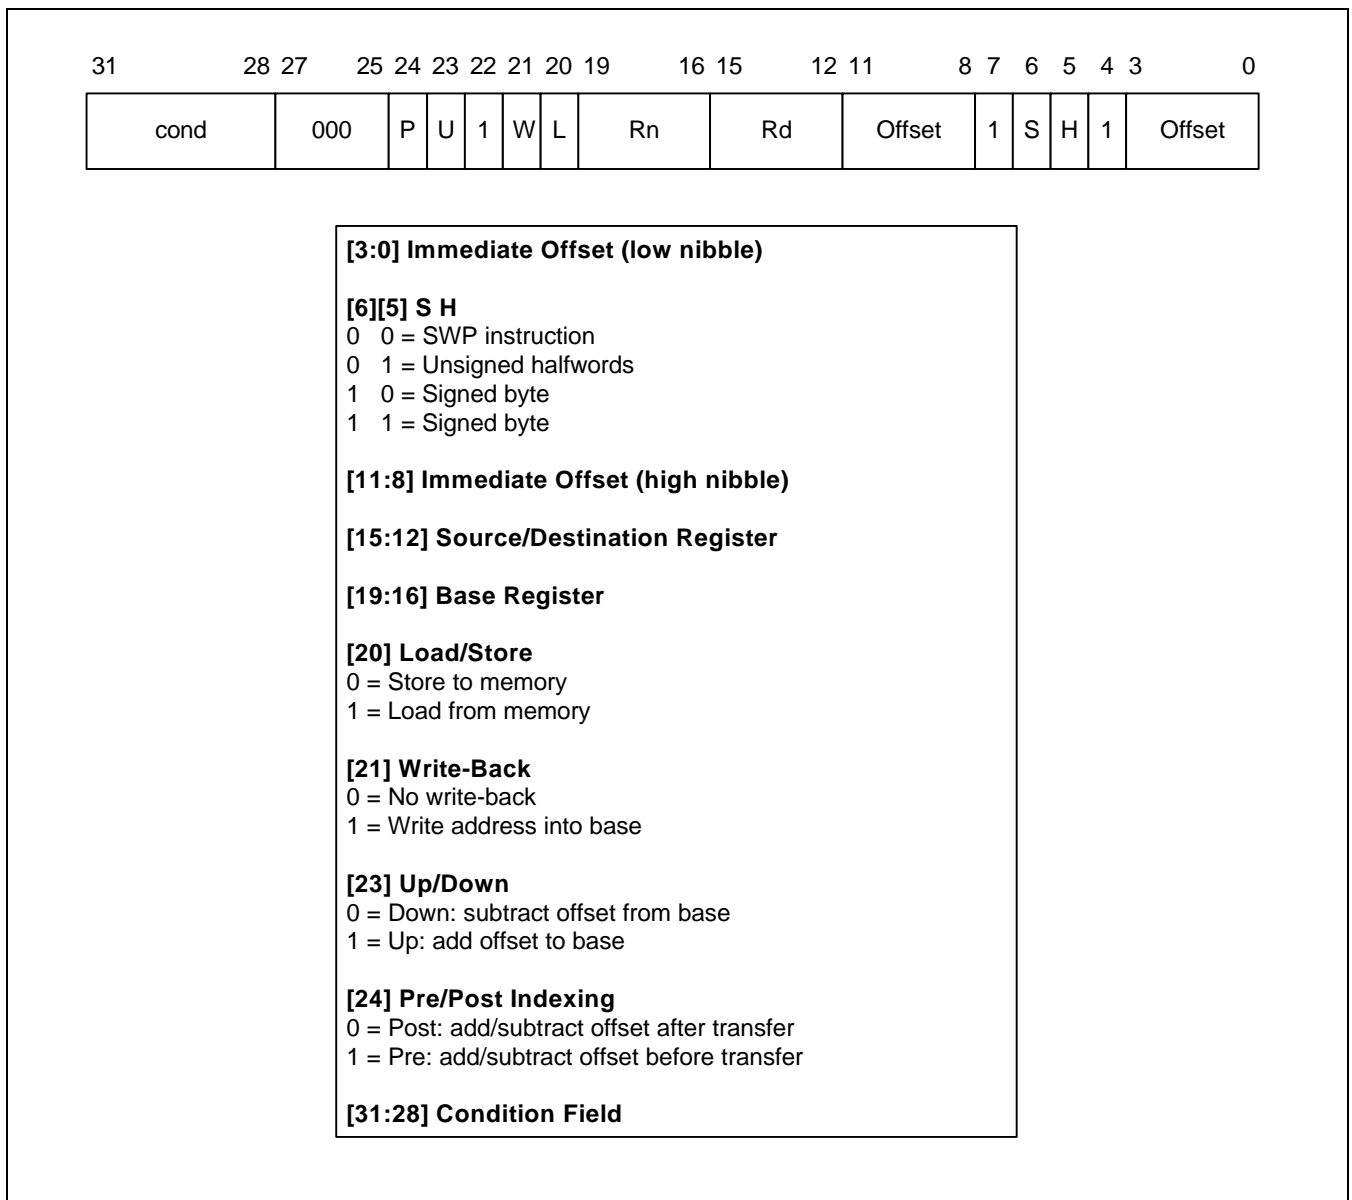 31 28 27 25 24 23 22 21 20 19 16 15 12 11 8 7 6 5 4 3 0
cond 000 P U 1 W L Rn Rd Offset 1 S H 1 Offset
[3:0] Immediate Offset (low nibble)
[6][5] S H
0 0 = SWP instruction
0 1 = Unsigned halfwords
1 0 = Signed byte
1 1 = Signed byte
[11:8] Immediate Offset (high nibble)
[15:12] Source/Destination Register
[19:16] Base Register
[20] Load/Store
0 = Store to memory
1 = Load from memory
[21] Write-Back
0 = No write-back
1 = Write address into base
[23] Up/Down
0 = Down: subtract offset from base
1 = Up: add offset to base
[24] Pre/Post Indexing
0 = Post: add/subtract offset after transfer
1 = Pre: add/subtract offset before transfer
[31:28] Condition Field